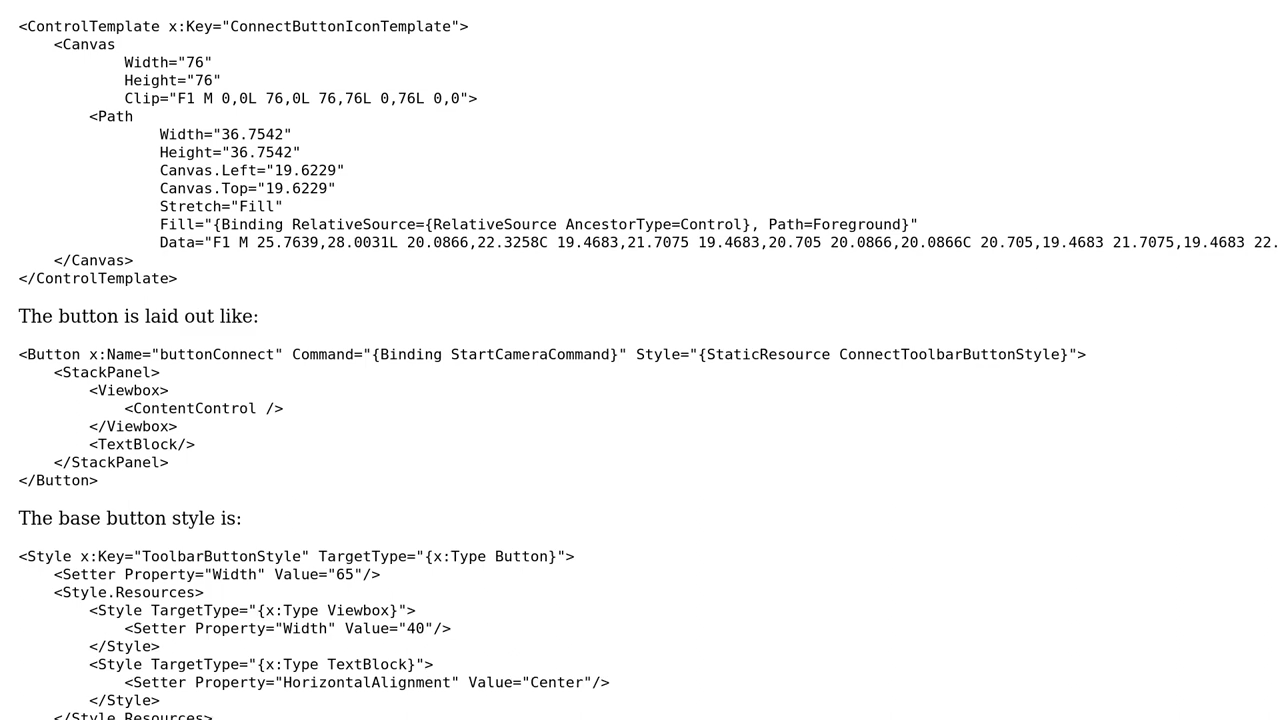 <ControlTemplate x:Key="ConnectButtonIconTemplate">
    <Canvas
            Width="76"
            Height="76"
            Clip="F1 M 0,0L 76,0L 76,76L 0,76L 0,0">
        <Path
                Width="36.7542"
                Height="36.7542"
                Canvas.Left="19.6229"
                Canvas.Top="19.6229"
                Stretch="Fill"
                Fill="{Binding RelativeSource={RelativeSource AncestorType=Control}, Path=Foreground}"
                Data="F1 M 25.7639,28.0031L 20.0866,22.3258C 19.4683,21.7075 19.4683,20.705 20.0866,20.0866C 20.705,19.4683 21.7075,19.4683 22.
    </Canvas>
</ControlTemplate>
The button is laid out like:
<Button x:Name="buttonConnect" Command="{Binding StartCameraCommand}" Style="{StaticResource ConnectToolbarButtonStyle}">
    <StackPanel>
        <Viewbox>
            <ContentControl />
        </Viewbox>
        <TextBlock/>
    </StackPanel>
</Button>
The base button style is:
<Style x:Key="ToolbarButtonStyle" TargetType="{x:Type Button}">
    <Setter Property="Width" Value="65"/>
    <Style.Resources>
        <Style TargetType="{x:Type Viewbox}">
            <Setter Property="Width" Value="40"/>
        </Style>
        <Style TargetType="{x:Type TextBlock}">
            <Setter Property="HorizontalAlignment" Value="Center"/>
        </Style>
    </Style.Resources>